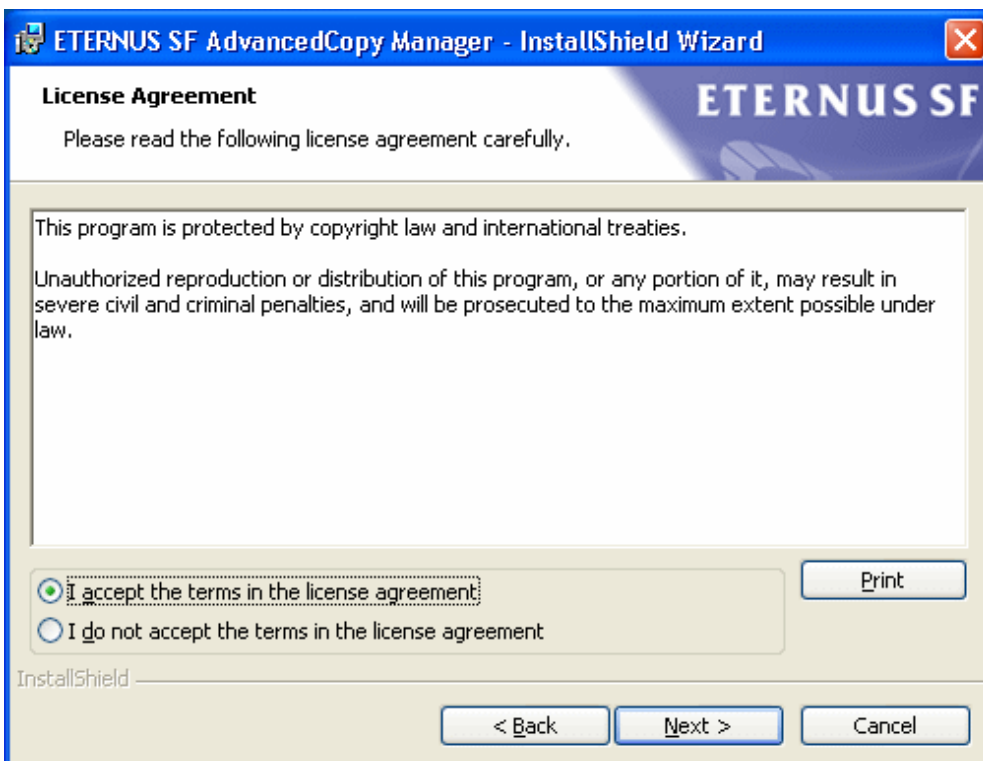 ETERNUS SF AdvancedCopy Manager - InstallShield Wizard
License Agreement
ETERNUS SF
Please read the following license agreement carefully.
This program is protected by copyright law and international treaties.
Unauthorized reproduction or distribution of this program, or any portion of it, may result in
severe civil and criminal penalties, and will be prosecuted to the maximum extent possible under
law.
I accept the terms in the license agreement
Print
I do not accept the terms in the license agreement
InstallShield
< Back
Next >
Cancel